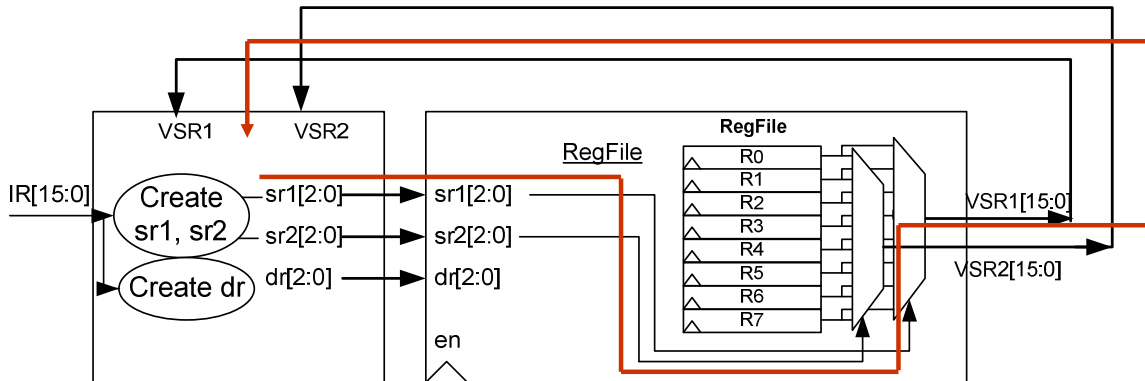 VSR1 VSR2
RegFile
RegFile
IR[15:0]
Create
sr1, sr2
Create dr
sr1[2:0]
sr2[2:0]
dr[2:0]
sr1[2:0]
sr2[2:0]
dr[2:0]
en
R0
R1
R2
R3
R4
R5
R6
R7
VSR1[15:0]
VSR2[15:0]